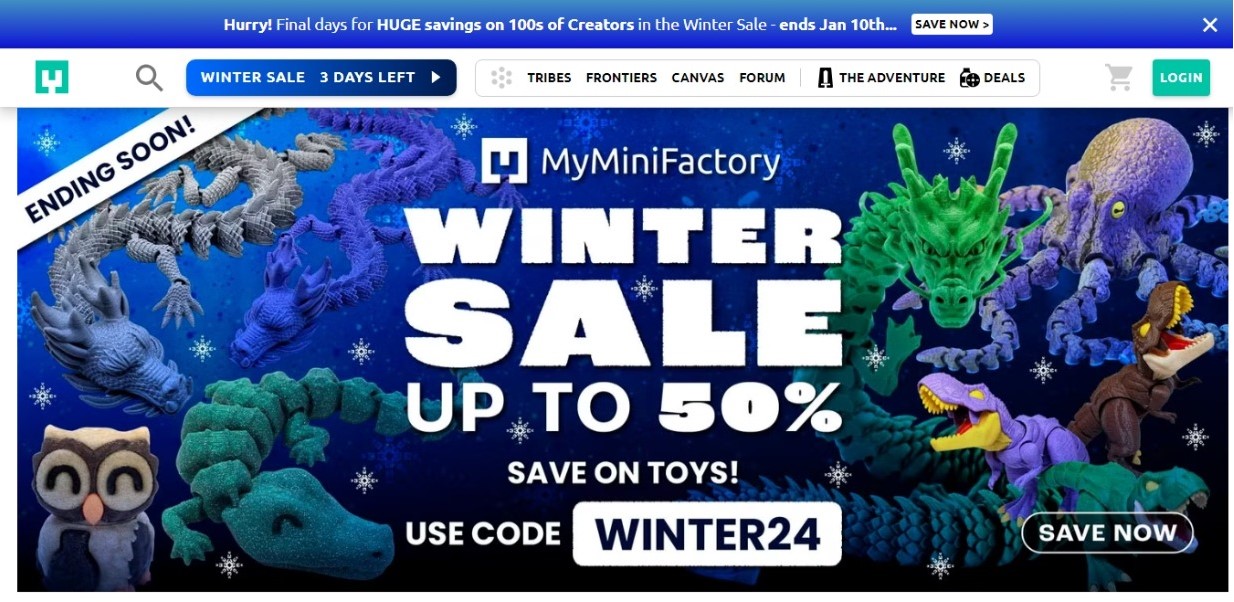 Hurry! Final days for HUGE savings on 100s of Creators in the Winter Sale - ends Jan 10th... SAVE NOW >
WINTER SALE 3 DAYS LEFT TRIBES FRONTIERS CANVAS FORUM THE ADVENTURE DEALS LOGIN
ENDING SOON!
MyMiniFactory
WINTER
SALE
UP TO 50%
SAVE ON TOYS!
USE CODE WINTER24
SAVE NOW